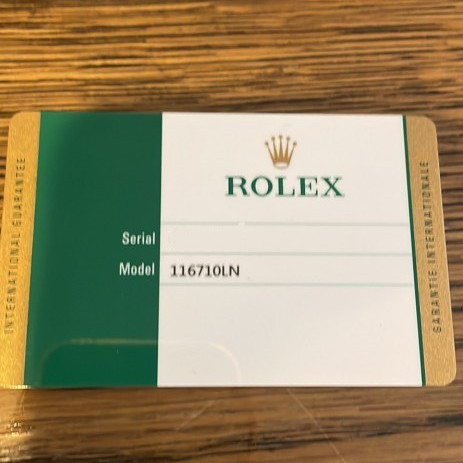 INTERNATIONAL GUARANTEE
ROLEX
Serial
Model 116710LN
GARANTIE INTERNATIONALE